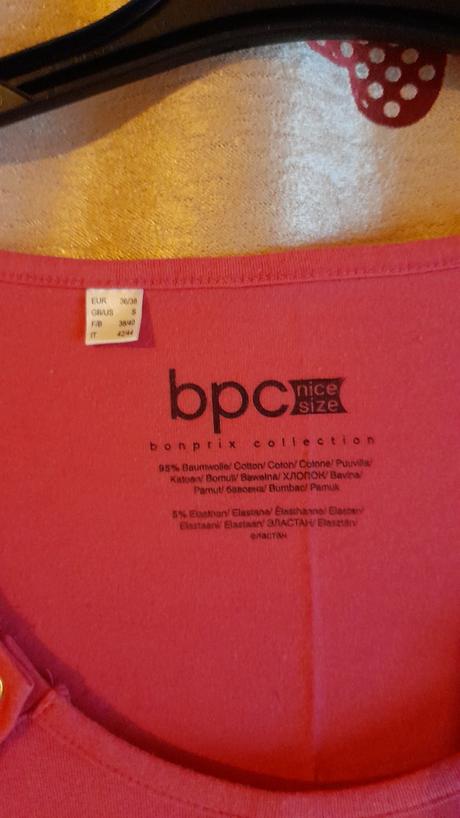 EUR 36/38
GB/US S
F/B 38/40
IT 42/44
bpc nice size
bonprix collection
95% Baumwolle/ Cotton/ Coton/ Cotone/ Puuvilla/
Katoen/ Bomull/ Bawełna/ ХЛОПОК/ Bavlna/
Pamut/ бавовна/ Bumbac/ Pamuk
5% Elasthan/ Elastane/ Élasthanne/ Elastan/
Elastaani/ Elastaan/ ЭЛАСТАН/ Elasztán/
еластан